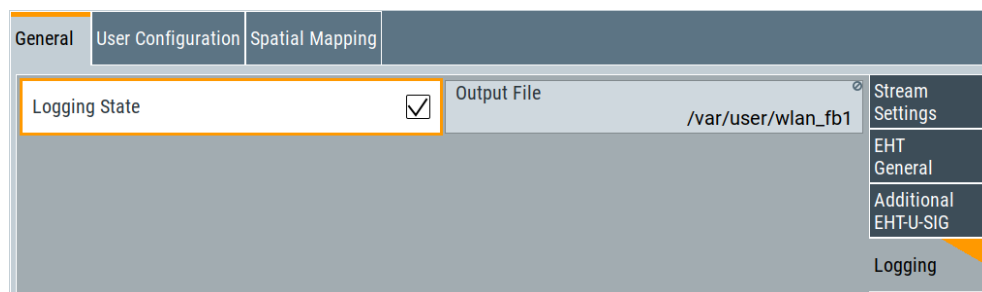 General User Configuration Spatial Mapping
Logging State
Output File
/var/user/wlan_fb1
Stream
Settings
EHT
General
Additional
EHT-U-SIG
Logging